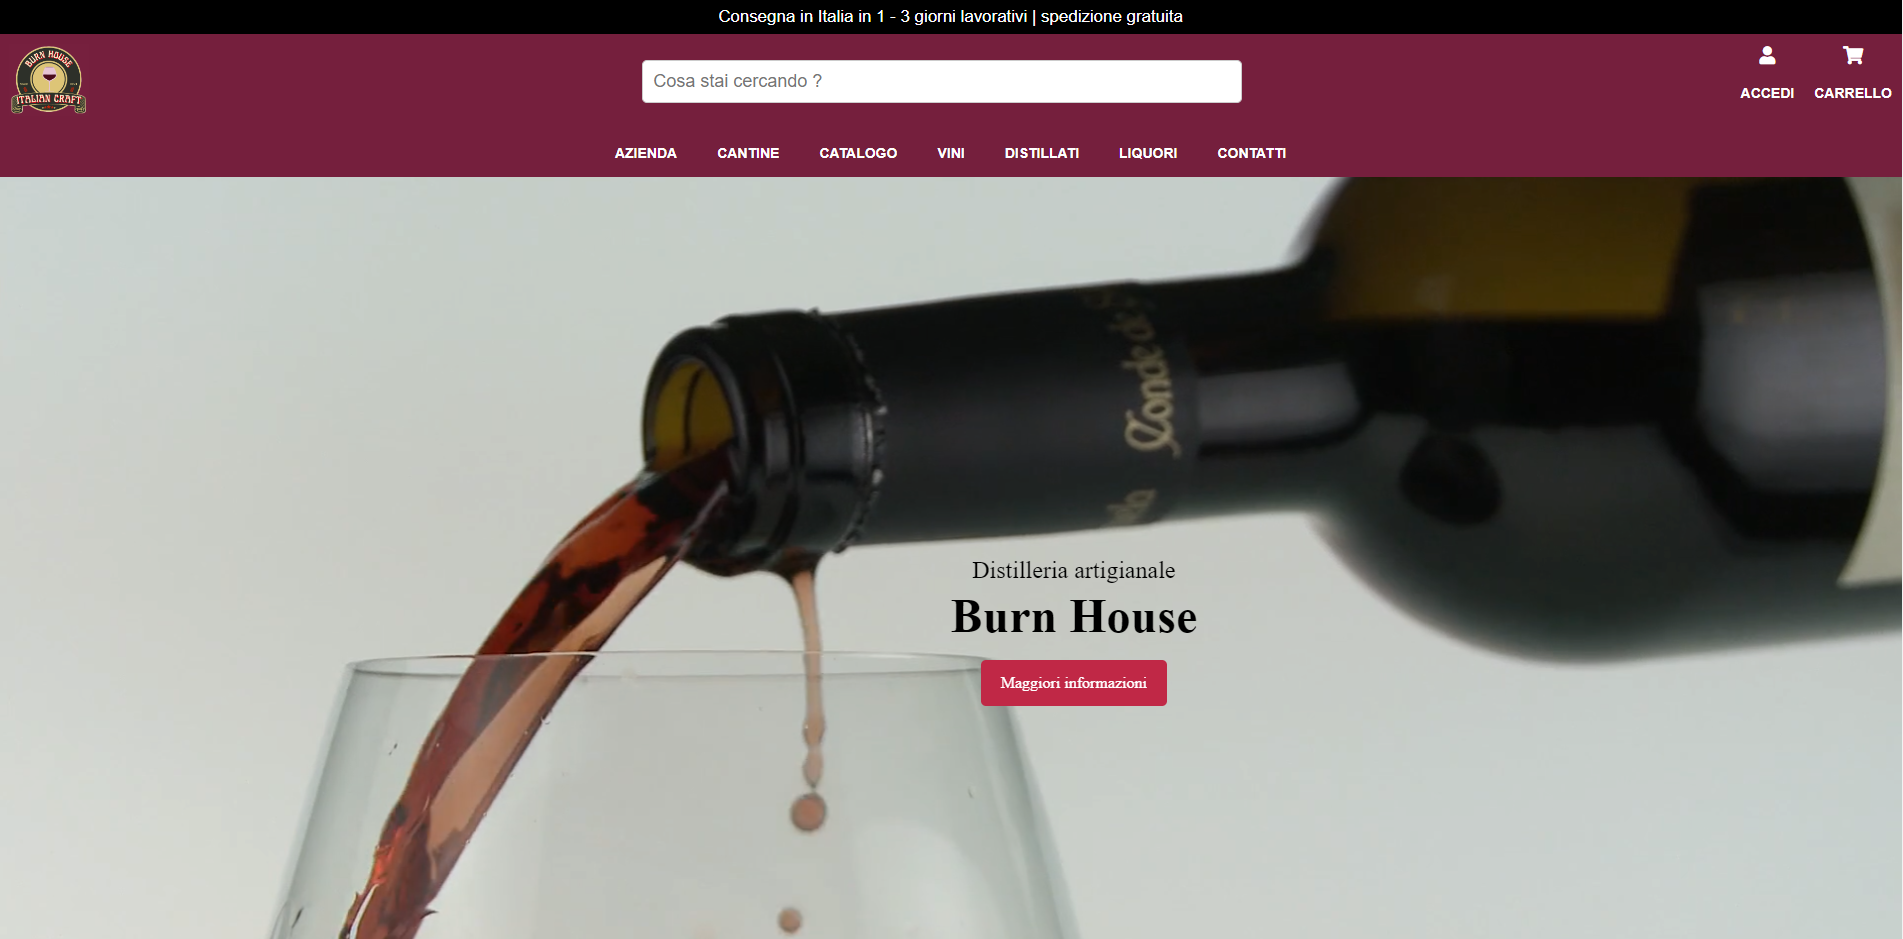 Consegna in Italia in 1 - 3 giorni lavorativi | spedizione gratuita
BURN HOUSE
ITALIAN CRAFT
Cosa stai cercando ?
ACCEDI
CARRELLO
AZIENDA
CANTINE
CATALOGO
VINI
DISTILLATI
LIQUORI
CONTATTI
Conde de
Distilleria artigianale
Burn House
Maggiori informazioni